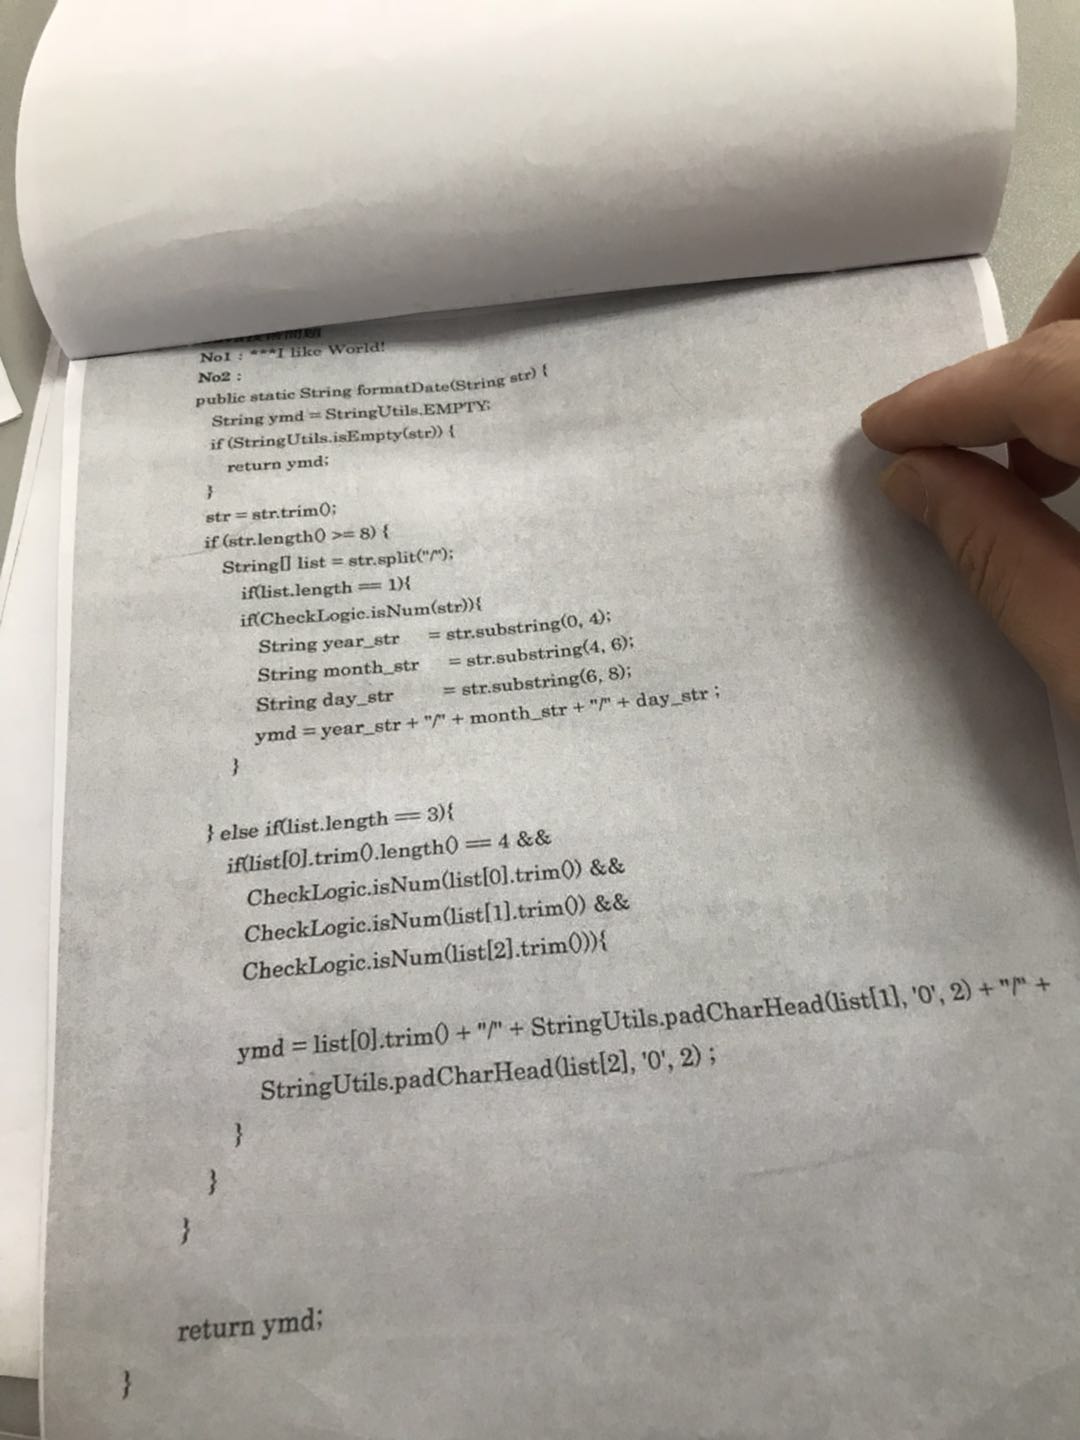 No1 : ***I like World!
No2 :
public static String formatDate(String str) {
String ymd = StringUtils.EMPTY;
if (StringUtils.isEmpty(str)) {
return ymd;
}
str = str.trim();
if (str.length() >= 8) {
String[] list = str.split("/");
if(list.length == 1){
if(CheckLogic.isNum(str)){
String year_str = str.substring(0, 4);
String month_str = str.substring(4, 6);
String day_str = str.substring(6, 8);
ymd = year_str + "/" + month_str + "/" + day_str ;
}
} else if(list.length == 3){
if(list[0].trim().length() == 4 &&
CheckLogic.isNum(list[0].trim()) &&
CheckLogic.isNum(list[1].trim()) &&
CheckLogic.isNum(list[2].trim())){
ymd = list[0].trim() + "/" + StringUtils.padCharHead(list[1], '0', 2) + "/" +
StringUtils.padCharHead(list[2], '0', 2) ;
}
}
}
return ymd;
}